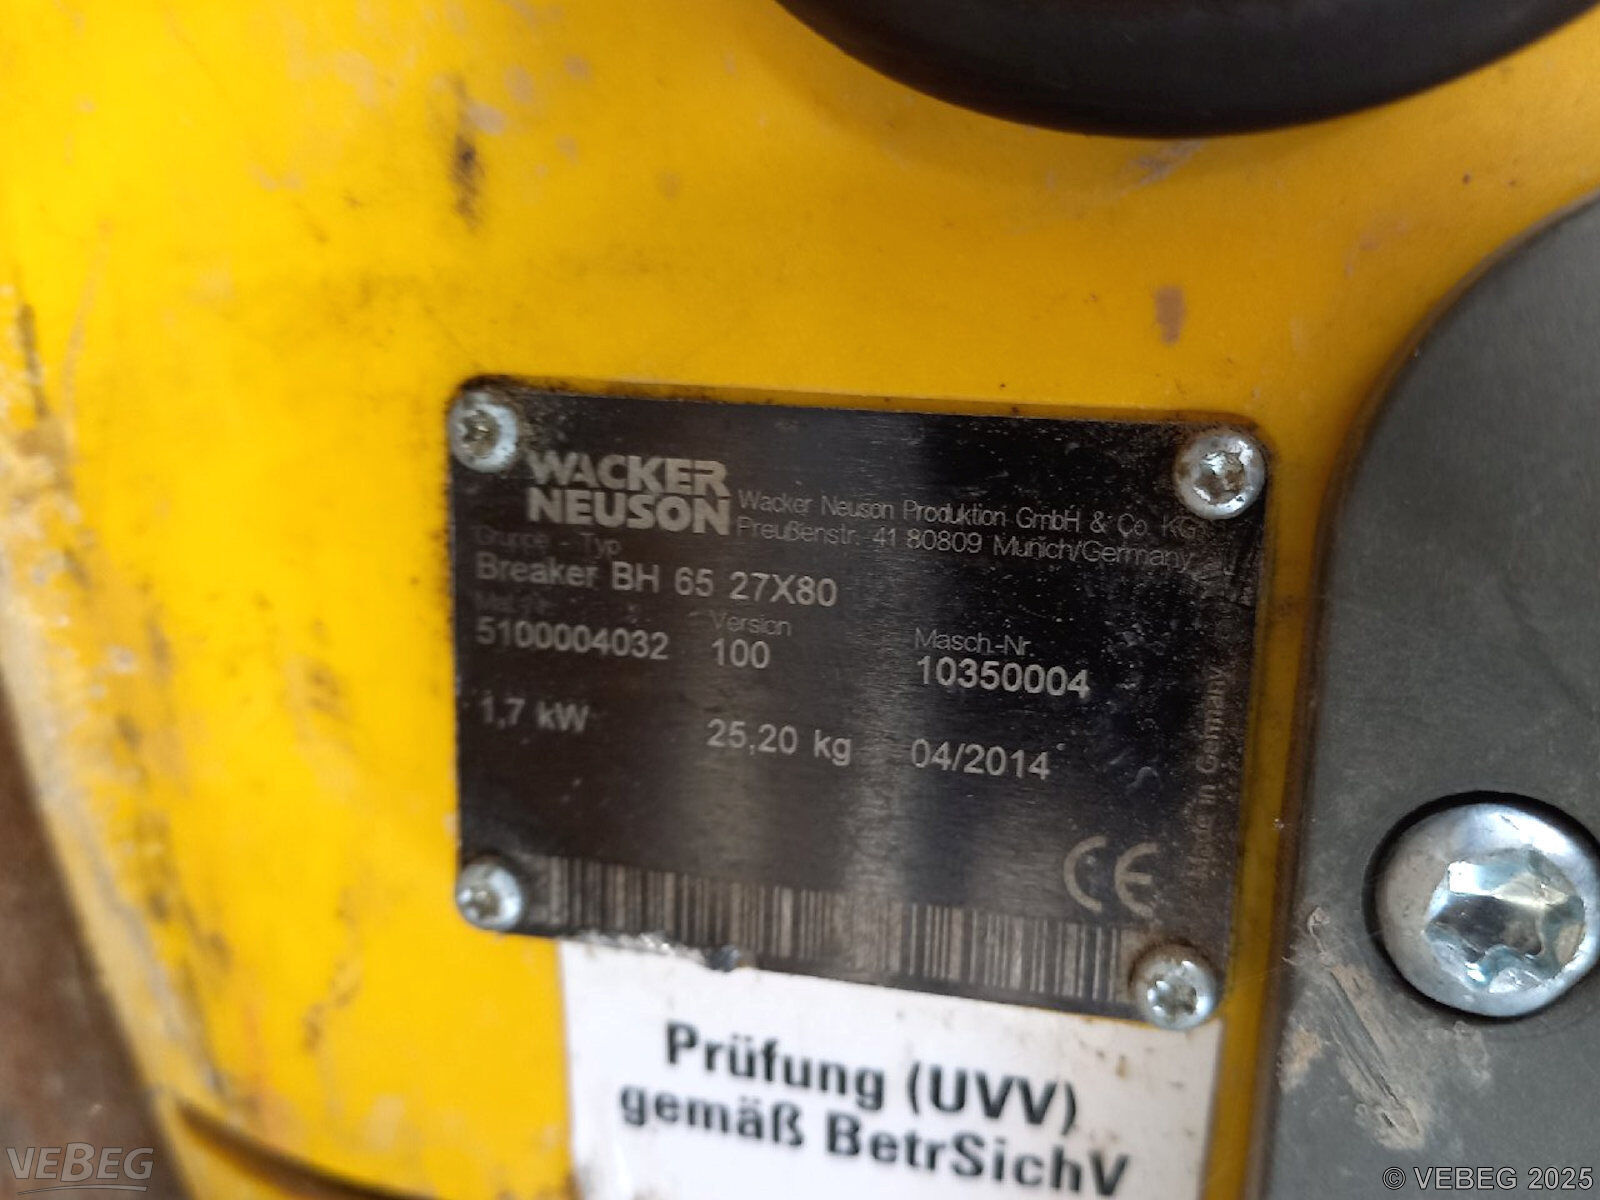 WACKER
NEUSON
Wacker Neuson Produktion GmbH & Co. KG
Preußenstr. 41 80809 Munich/Germany
Gruppe - Typ
Breaker BH 65 27X80
Mat.-Nr.
Version
Masch.-Nr.
5100004032 100 10350004
1,7 kW 25,20 kg 04/2014
Made in Germany
CE
Prüfung (UVV)
gemäß BetrSichV
VEBEG
© VEBEG 2025